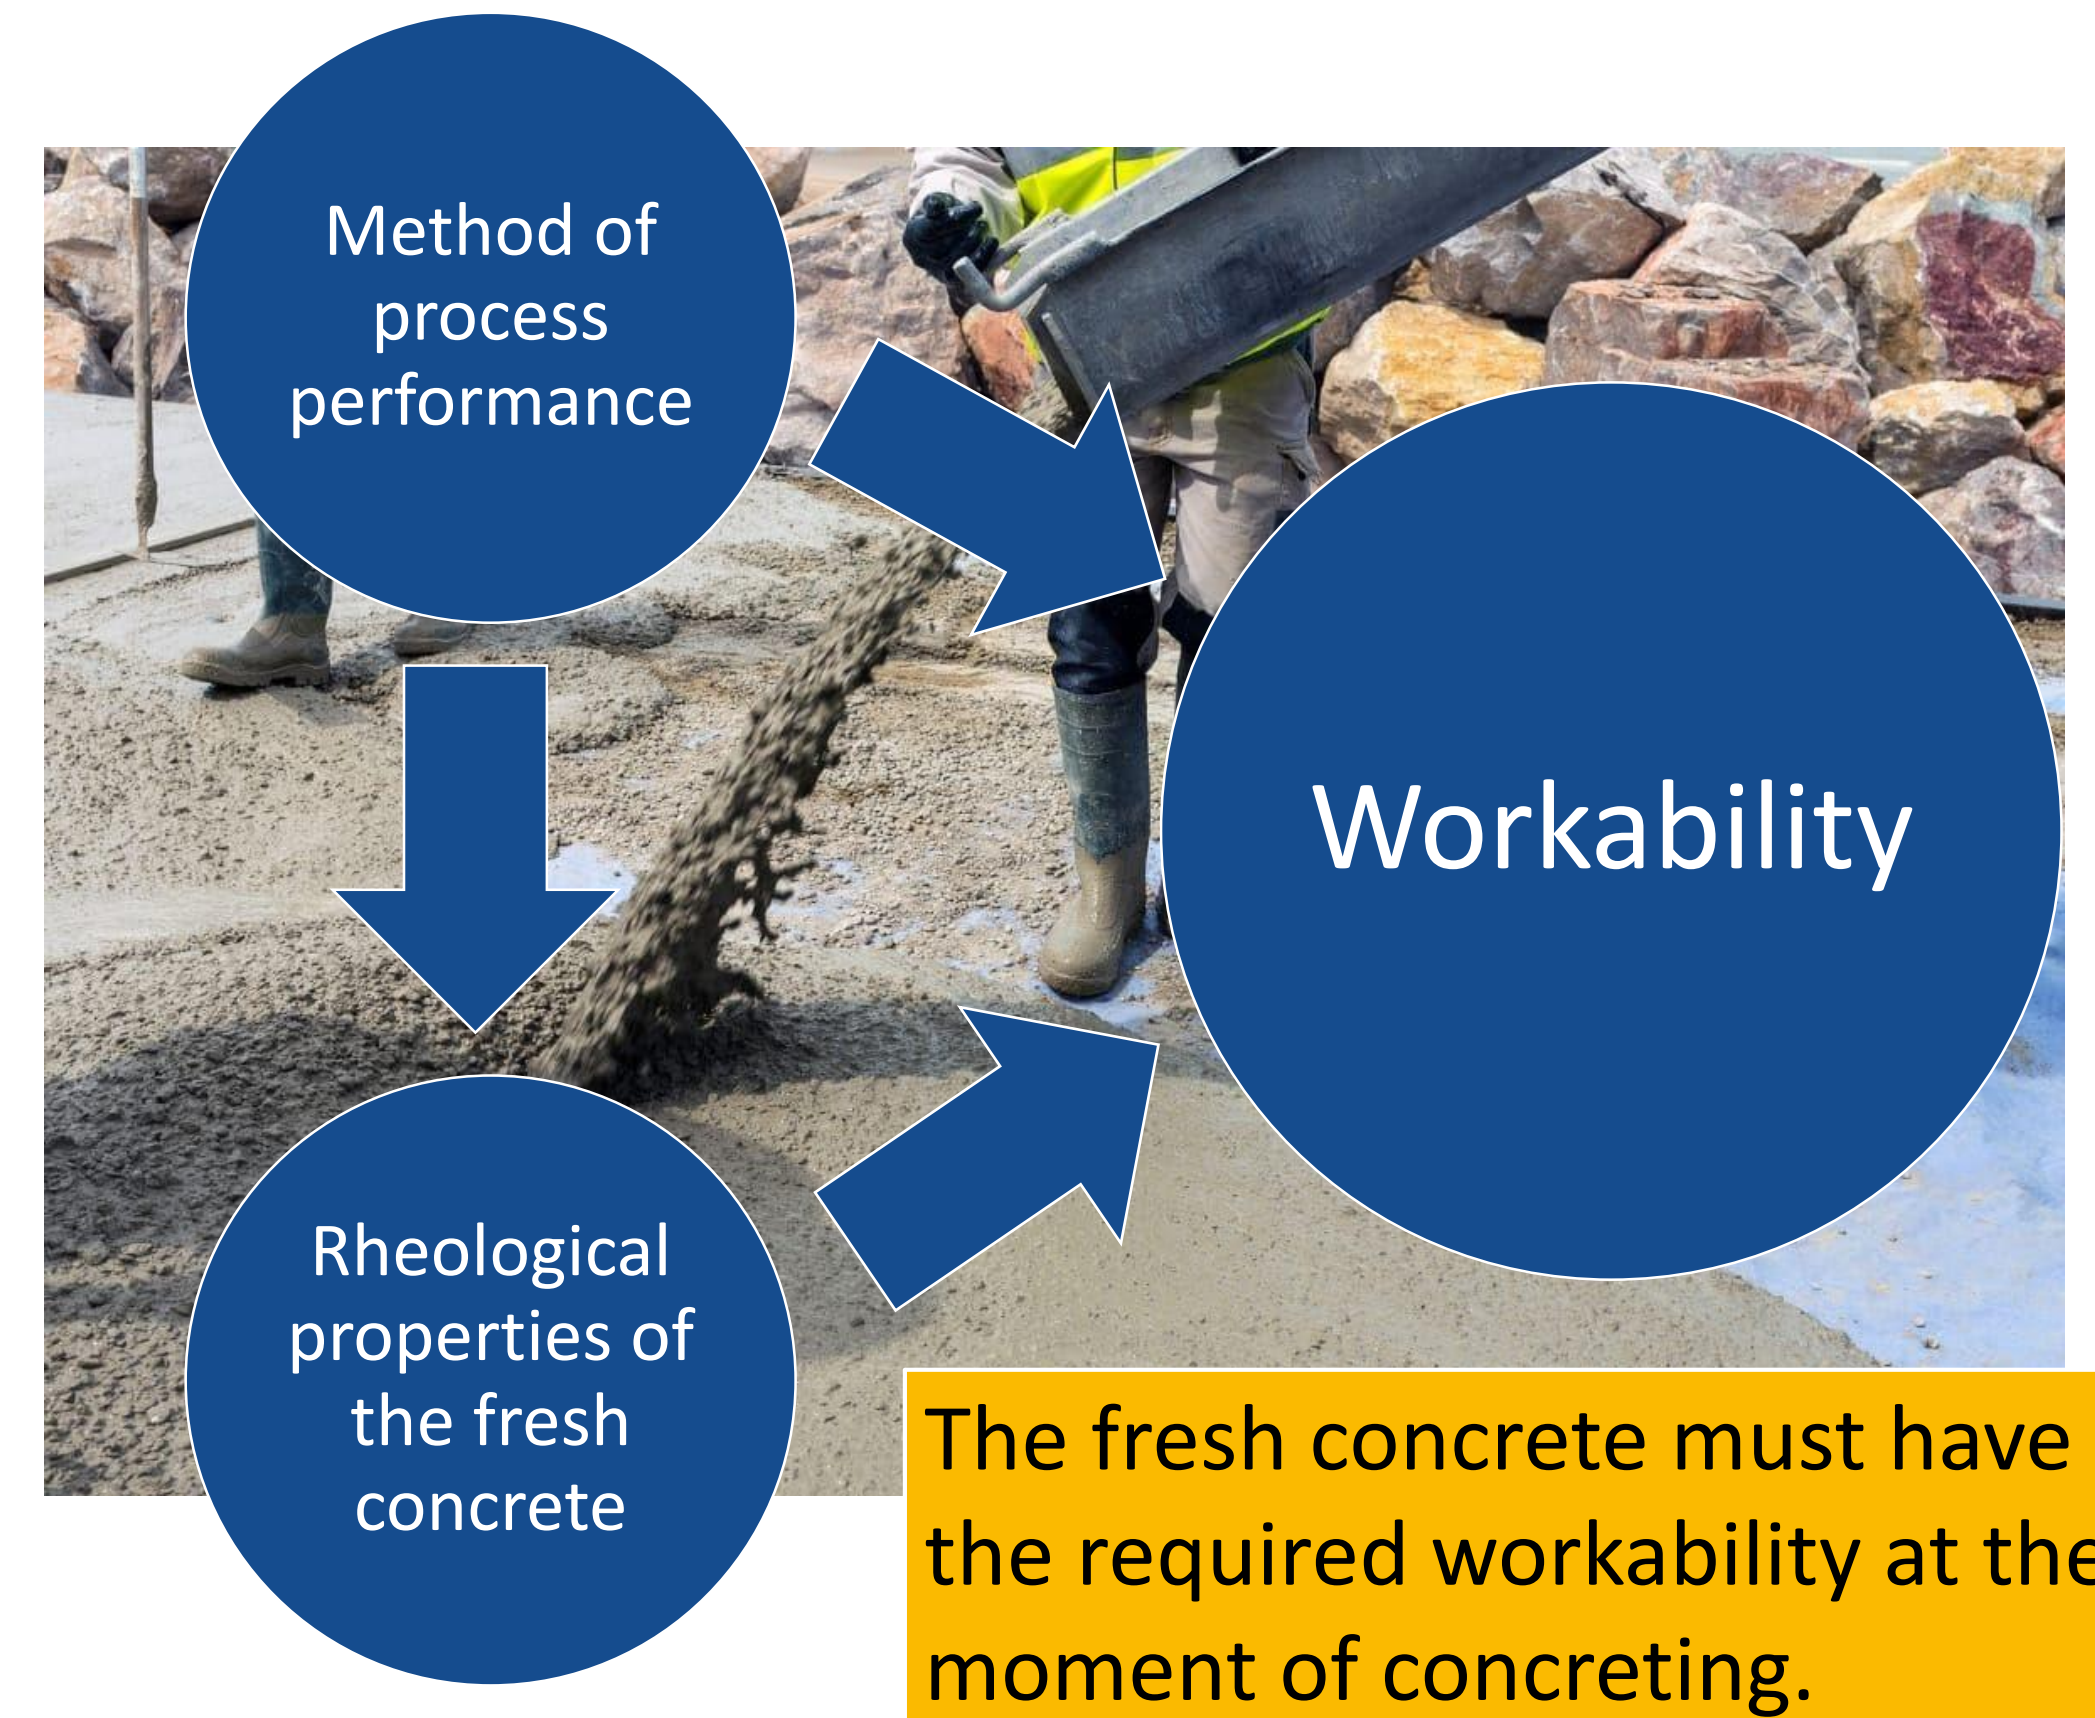 Method of
process
performance
Workability
Rheological
properties of
the fresh
concrete
The fresh concrete must have
the required workability at the
moment of concreting.